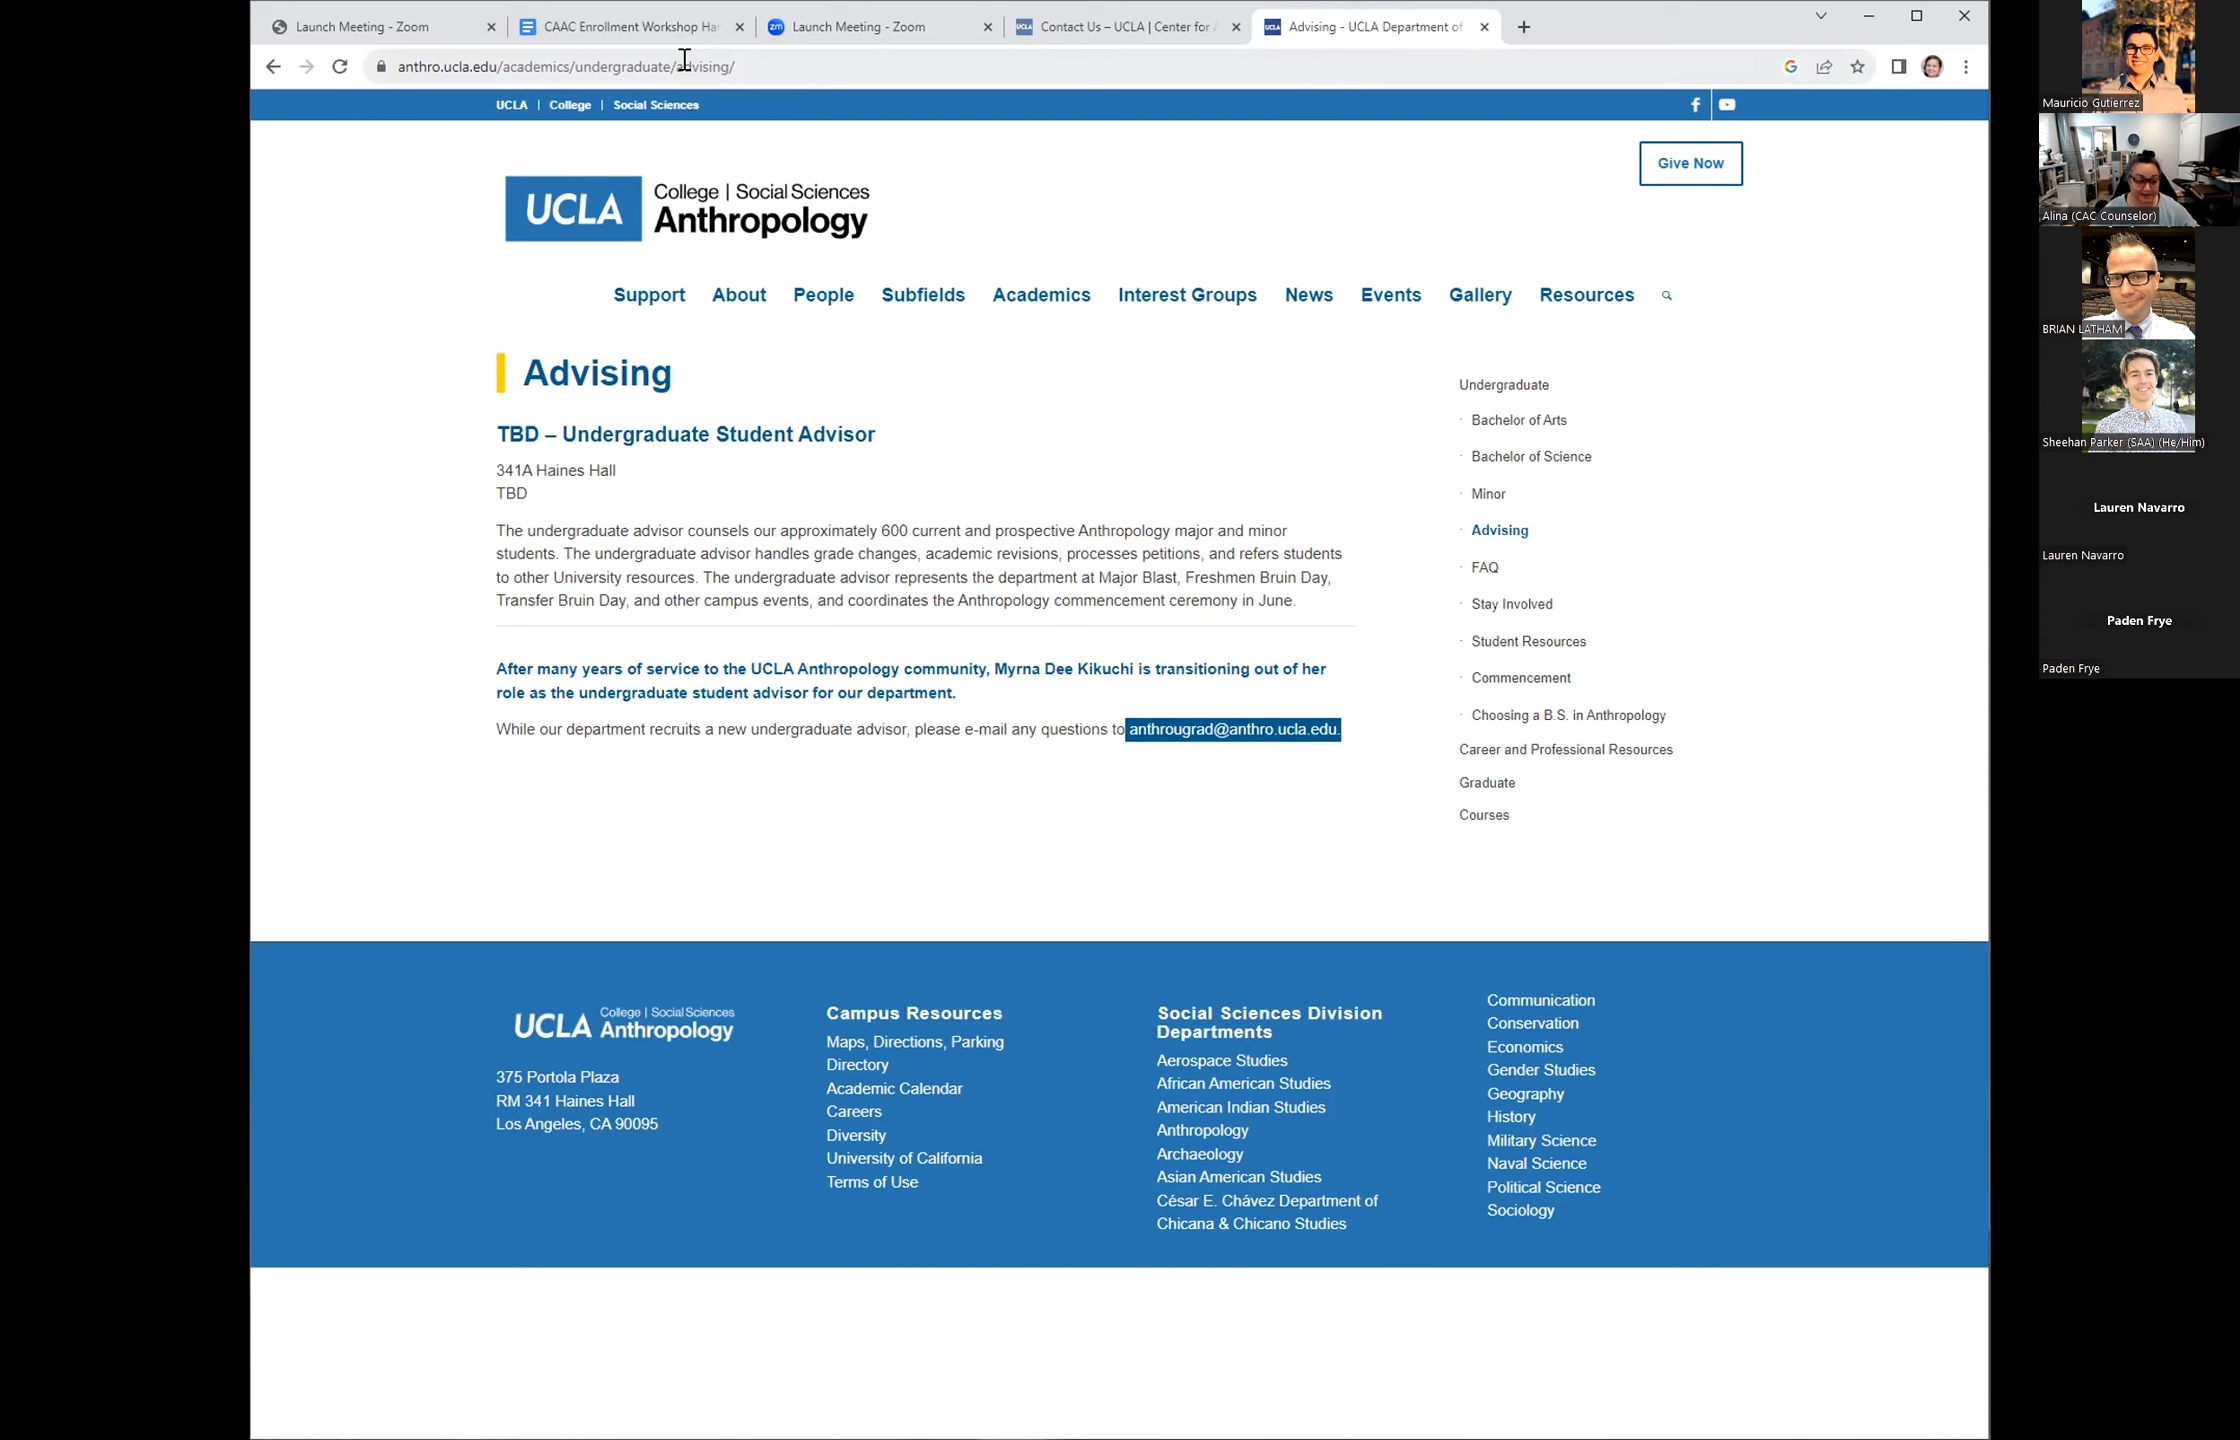 Launch Meeting - Zoom
CAAC Enrollment Workshop Ha
zm Launch Meeting - Zoom
UCLA Contact Us – UCLA | Center for
UCLA Advising - UCLA Department of
anthro.ucla.edu/academics/undergraduate/advising/
UCLA | College | Social Sciences
Give Now
UCLA College | Social Sciences
Anthropology
Support About People Subfields Academics Interest Groups News Events Gallery Resources
Advising
TBD – Undergraduate Student Advisor
341A Haines Hall
TBD
The undergraduate advisor counsels our approximately 600 current and prospective Anthropology major and minor
students. The undergraduate advisor handles grade changes, academic revisions, processes petitions, and refers students
to other University resources. The undergraduate advisor represents the department at Major Blast, Freshmen Bruin Day,
Transfer Bruin Day, and other campus events, and coordinates the Anthropology commencement ceremony in June.
After many years of service to the UCLA Anthropology community, Myrna Dee Kikuchi is transitioning out of her
role as the undergraduate student advisor for our department.
While our department recruits a new undergraduate advisor, please e-mail any questions to anthrougrad@anthro.ucla.edu.
Undergraduate
Bachelor of Arts
Bachelor of Science
Minor
Advising
FAQ
Stay Involved
Student Resources
Commencement
Choosing a B.S. in Anthropology
Career and Professional Resources
Graduate
Courses
UCLA College | Social Sciences
Anthropology
375 Portola Plaza
RM 341 Haines Hall
Los Angeles, CA 90095
Campus Resources
Maps, Directions, Parking
Directory
Academic Calendar
Careers
Diversity
University of California
Terms of Use
Social Sciences Division
Departments
Aerospace Studies
African American Studies
American Indian Studies
Anthropology
Archaeology
Asian American Studies
César E. Chávez Department of
Chicana & Chicano Studies
Communication
Conservation
Economics
Gender Studies
Geography
History
Military Science
Naval Science
Political Science
Sociology
Mauricio Gutierrez
Alina (CAC Counselor)
BRIAN LATHAM
Sheehan Parker (SAA) (He/Him)
Lauren Navarro
Lauren Navarro
Paden Frye
Paden Frye